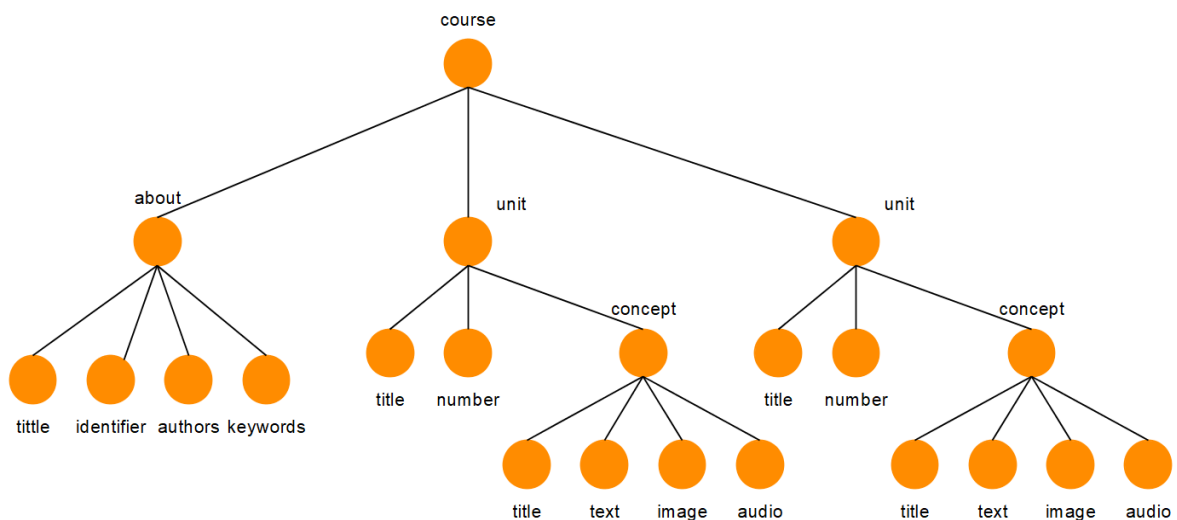 course
about
unit
unit
concept
concept
title
number
title
number
tittle
identifier
authors
keywords
title
text
image
audio
title
text
image
audio